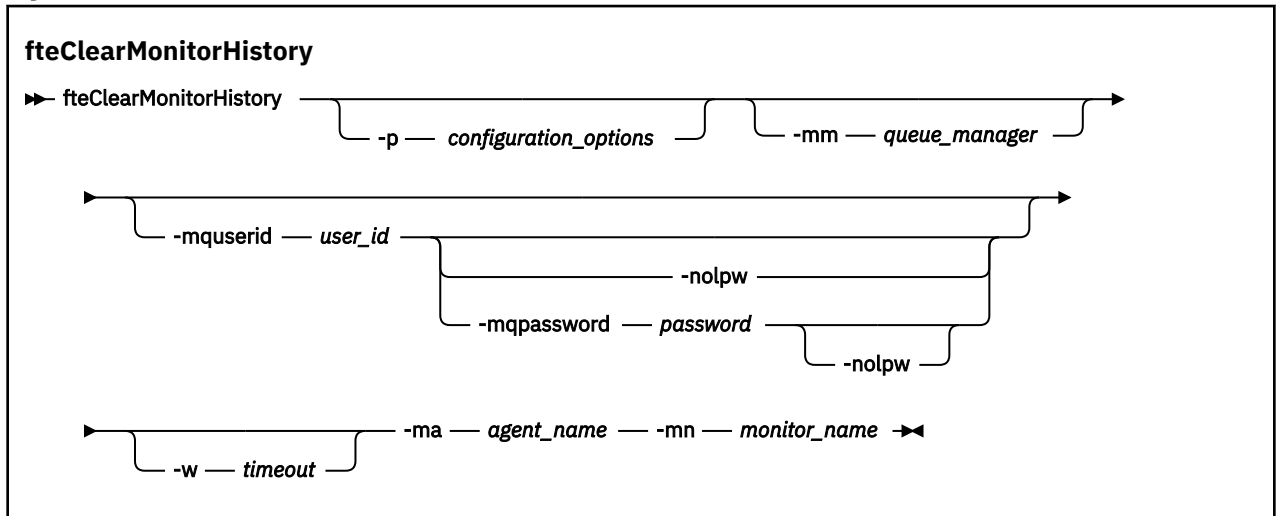 fteClearMonitorHistory
fteClearMonitorHistory
-p configuration_options
-mm queue_manager
-mquserid user_id
-nolpw
-mqpassword password
-nolpw
-ma agent_name -mn monitor_name
-w timeout